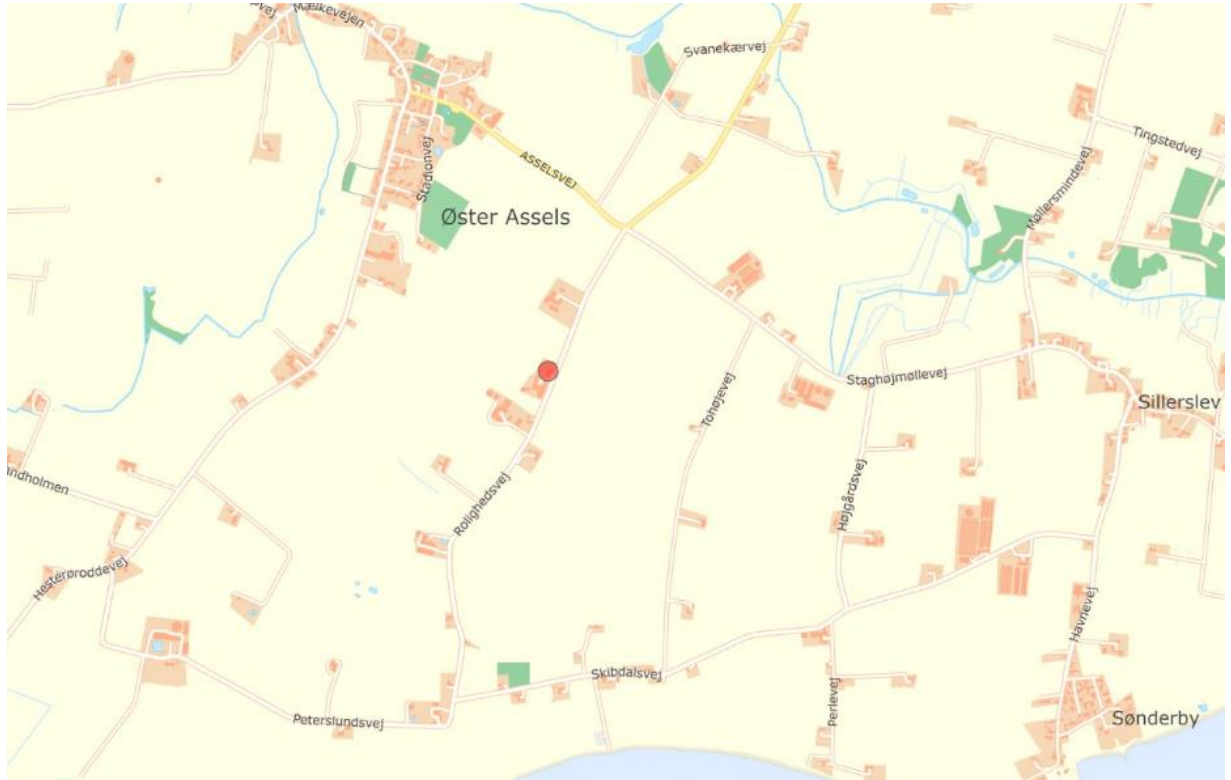 Mælkevejen
Svanekærvej
Tingstedvej
Stadionvej
ASSELSVEJ
Møllersmindevej
Øster Assels
Staghøjmøllevej
Tohøjevej
Sillerslev
Rolighedsvej
Højgårdsvej
Hesterøroddevej
Havnevej
Skibdalsvej
Perlevej
Peterslundsvej
Sønderby